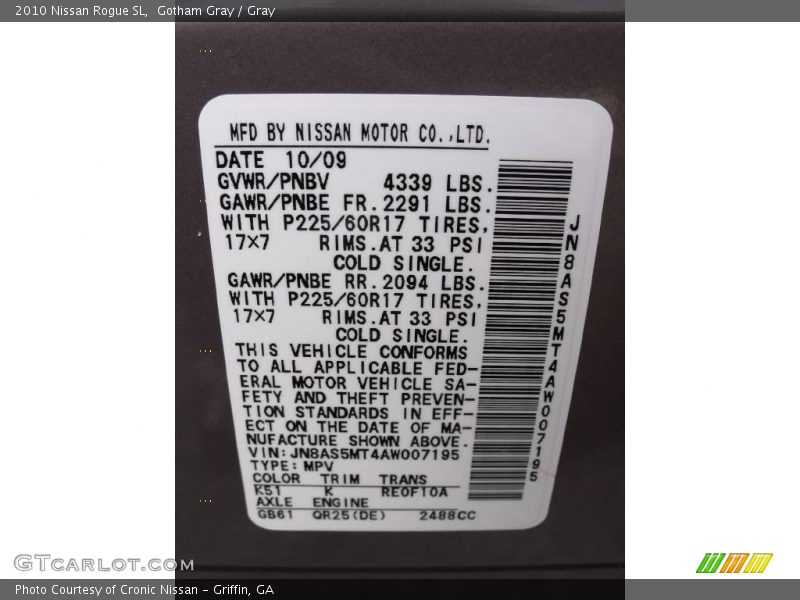 2010 Nissan Rogue SL,  Gotham Gray / Gray
MFD BY NISSAN MOTOR CO.,LTD.
DATE 10/09
GVWR/PNBV 4339 LBS.
GAWR/PNBE FR.2291 LBS.
WITH P225/60R17 TIRES,
17×7 RIMS.AT 33 PSI
COLD SINGLE.
GAWR/PNBE RR.2094 LBS.
WITH P225/60R17 TIRES,
17×7 RIMS.AT 33 PSI
COLD SINGLE.
THIS VEHICLE CONFORMS
TO ALL APPLICABLE FED-
ERAL MOTOR VEHICLE SA-
FETY AND THEFT PREVEN-
TION STANDARDS IN EFF-
ECT ON THE DATE OF MA-
NUFACTURE SHOWN ABOVE.
VIN:JN8AS5MT4AW007195
TYPE:MPV
COLOR TRIM TRANS
K51 K RE0F10A
AXLE ENGINE
GB61 QR25(DE) 2488CC
JN8AS5MT4AW007195
GTCARLOT.COM
Photo Courtesy of Cronic Nissan - Griffin, GA